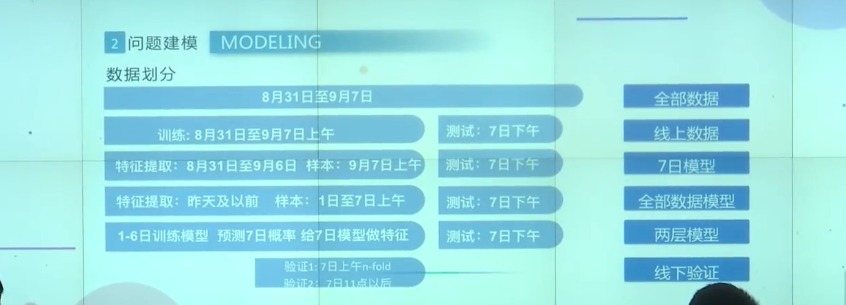 2 问题建模 MODELING
数据划分
8月31日至9月7日 全部数据
训练: 8月31日至9月7日上午 测试：7日下午 线上数据
特征提取：8月31日至9月6日 样本：9月7日上午 测试：7日下午 7日模型
特征提取：昨天及以前 样本：1日至7日上午 测试：7日下午 全部数据模型
1-6日训练模型 预测7日概率 给7日模型做特征 测试：7日下午 两层模型
验证1: 7日上午n-fold 线下验证
验证2：7日11点以后